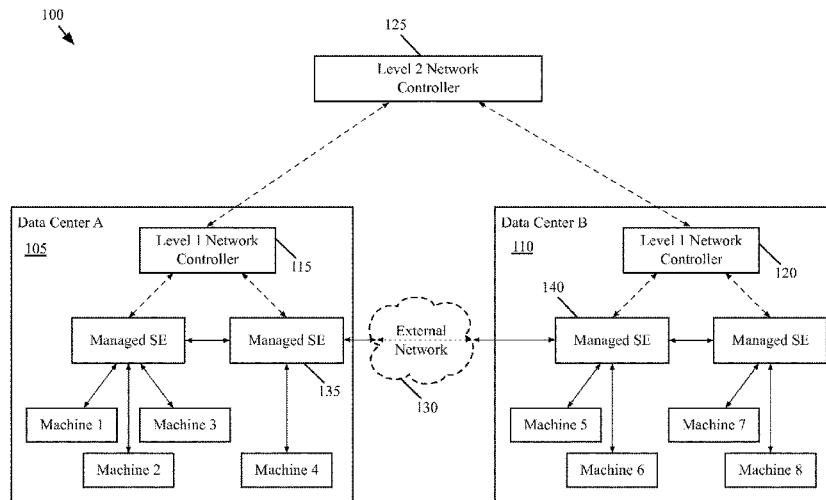 100
125
Level 2 Network
Controller
Data Center A
105
Level 1 Network
Controller
115
Data Center B
110
Level 1 Network
Controller
120
Managed SE
Managed SE
135
External
Network
130
140
Managed SE
Managed SE
Machine 1
Machine 3
Machine 2
Machine 4
Machine 5
Machine 7
Machine 6
Machine 8